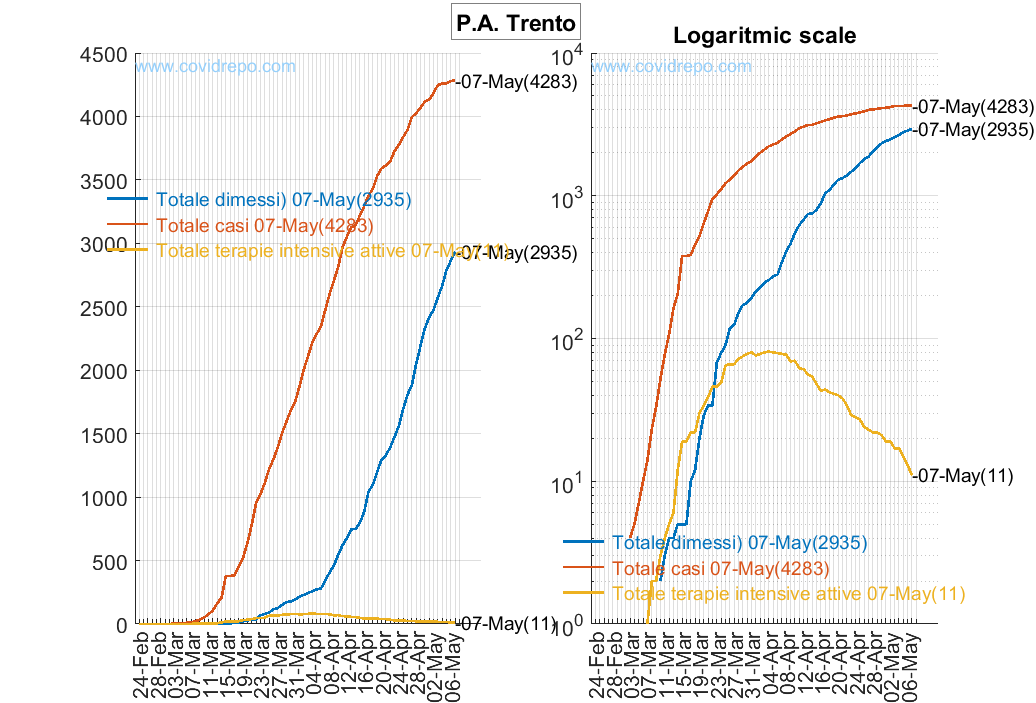 P.A. Trento
www.covidrepo.com
4500
4000
3500
3000
2500
2000
1500
1000
500
0
-07-May(4283)
Totale dimessi) 07-May(2935)
Totale casi 07-May(4283)
Totale terapie intensive attive 07-May(11)
-07-May(2935)
-07-May(11)
24-Feb
28-Feb
03-Mar
07-Mar
11-Mar
15-Mar
19-Mar
23-Mar
27-Mar
31-Mar
04-Apr
08-Apr
12-Apr
16-Apr
20-Apr
24-Apr
28-Apr
02-May
06-May
Logaritmic scale
www.covidrepo.com
10^4
10^3
10^2
10^1
10^0
-07-May(4283)
-07-May(2935)
-07-May(11)
Totale dimessi) 07-May(2935)
Totale casi 07-May(4283)
Totale terapie intensive attive 07-May(11)
24-Feb
28-Feb
03-Mar
07-Mar
11-Mar
15-Mar
19-Mar
23-Mar
27-Mar
31-Mar
04-Apr
08-Apr
12-Apr
16-Apr
20-Apr
24-Apr
28-Apr
02-May
06-May